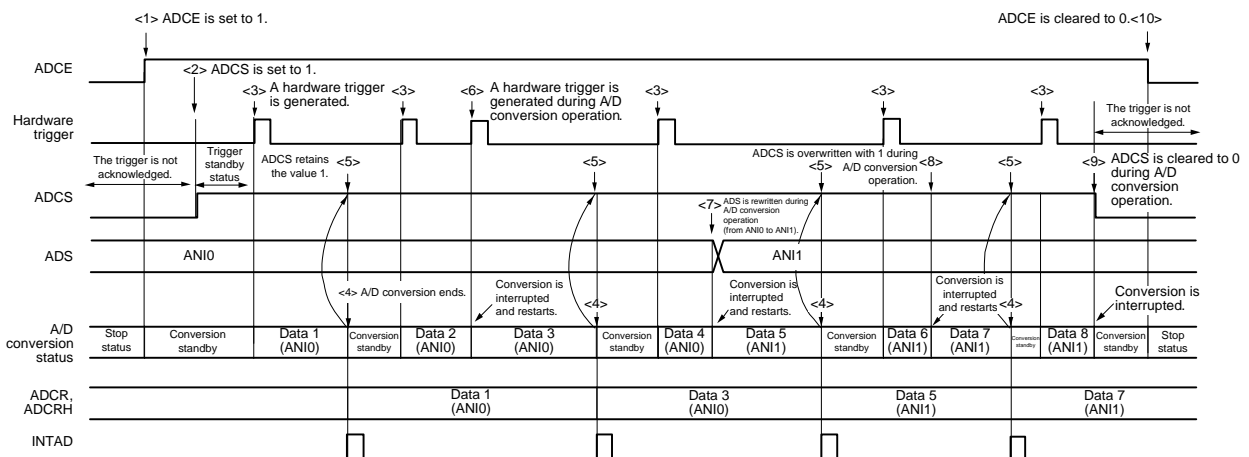 <1> ADCE is set to 1.
ADCE is cleared to 0.<10>
ADCE
<2> ADCS is set to 1.
<3> A hardware trigger
is generated.
<3>
<6> A hardware trigger is
generated during A/D
conversion operation.
<3>
<3>
<3>
The trigger is not
acknowledged.
Hardware
trigger
The trigger is not
acknowledged.
Trigger
standby
status
ADCS retains
the value 1.
<5>
<5>
ADCS is overwritten with 1 during
A/D conversion
operation.
<5>
<8>
<5>
<9> ADCS is cleared to 0
during A/D
conversion
operation.
ADCS
<7> ADS is rewritten during
A/D conversion
operation
(from ANI0 to ANI1).
ADS
ANI0
ANI1
<4> A/D conversion ends.
Conversion is
interrupted
and restarts.
<4>
Conversion is
interrupted
and restarts.
<4>
Conversion is
interrupted
and restarts
<4>
Conversion is
interrupted.
A/D
conversion
status
Stop
status
Conversion
standby
Data 1
(ANI0)
Conversion
standby
Data 2
(ANI0)
Data 3
(ANI0)
Conversion
standby
Data 4
(ANI0)
Data 5
(ANI1)
Conversion
standby
Data 6
(ANI1)
Data 7
(ANI1)
Conversion
standby
Data 8
(ANI1)
Conversion
standby
Stop
status
ADCR,
ADCRH
Data 1
(ANI0)
Data 3
(ANI0)
Data 5
(ANI1)
Data 7
(ANI1)
INTAD